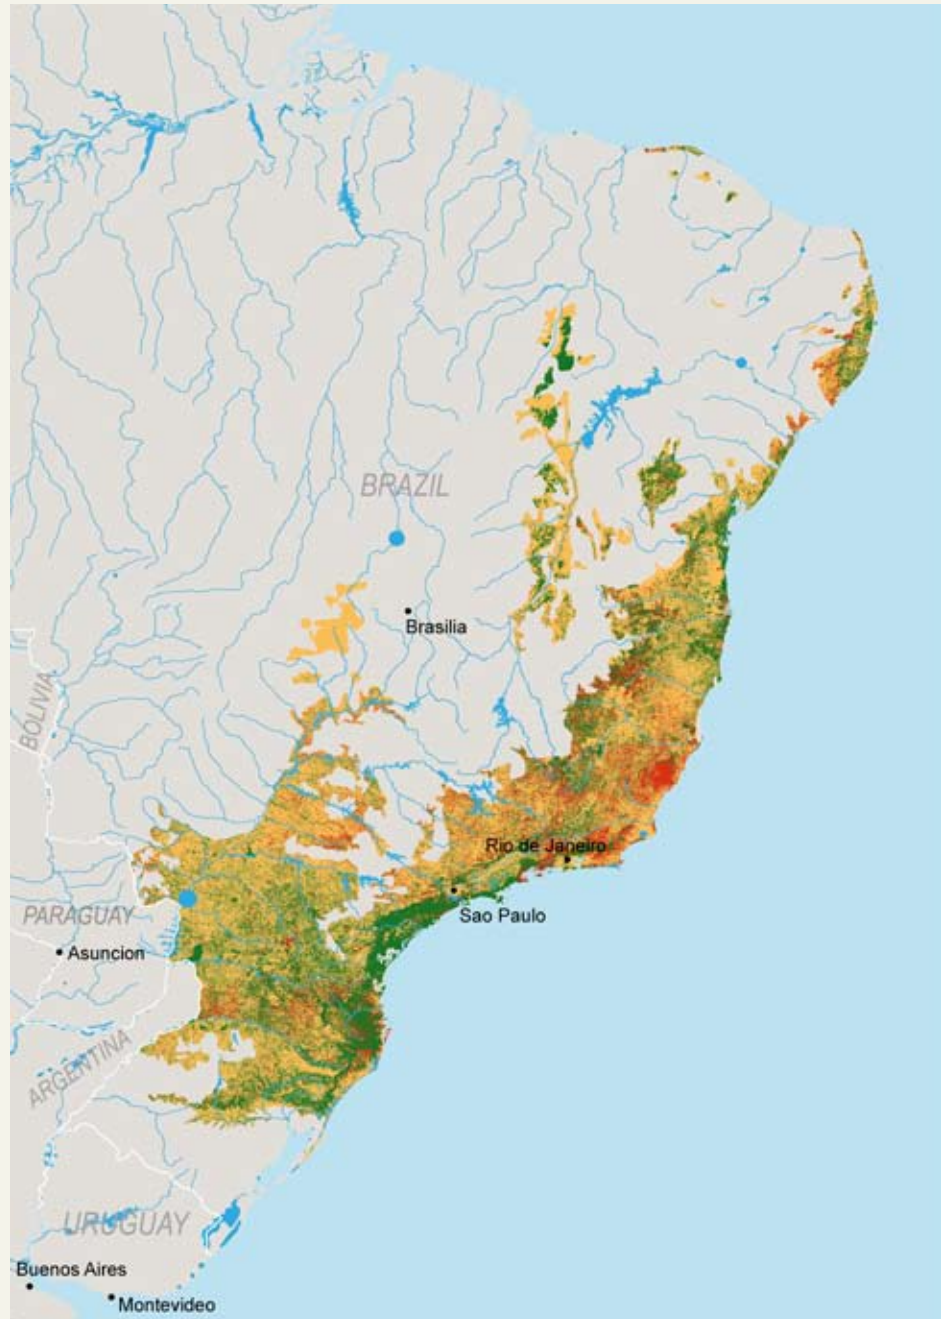 BRAZIL
Brasilia
BOLIVIA
Rio de Janeiro
Sao Paulo
PARAGUAY
Asuncion
ARGENTINA
URUGUAY
Buenos Aires
Montevideo